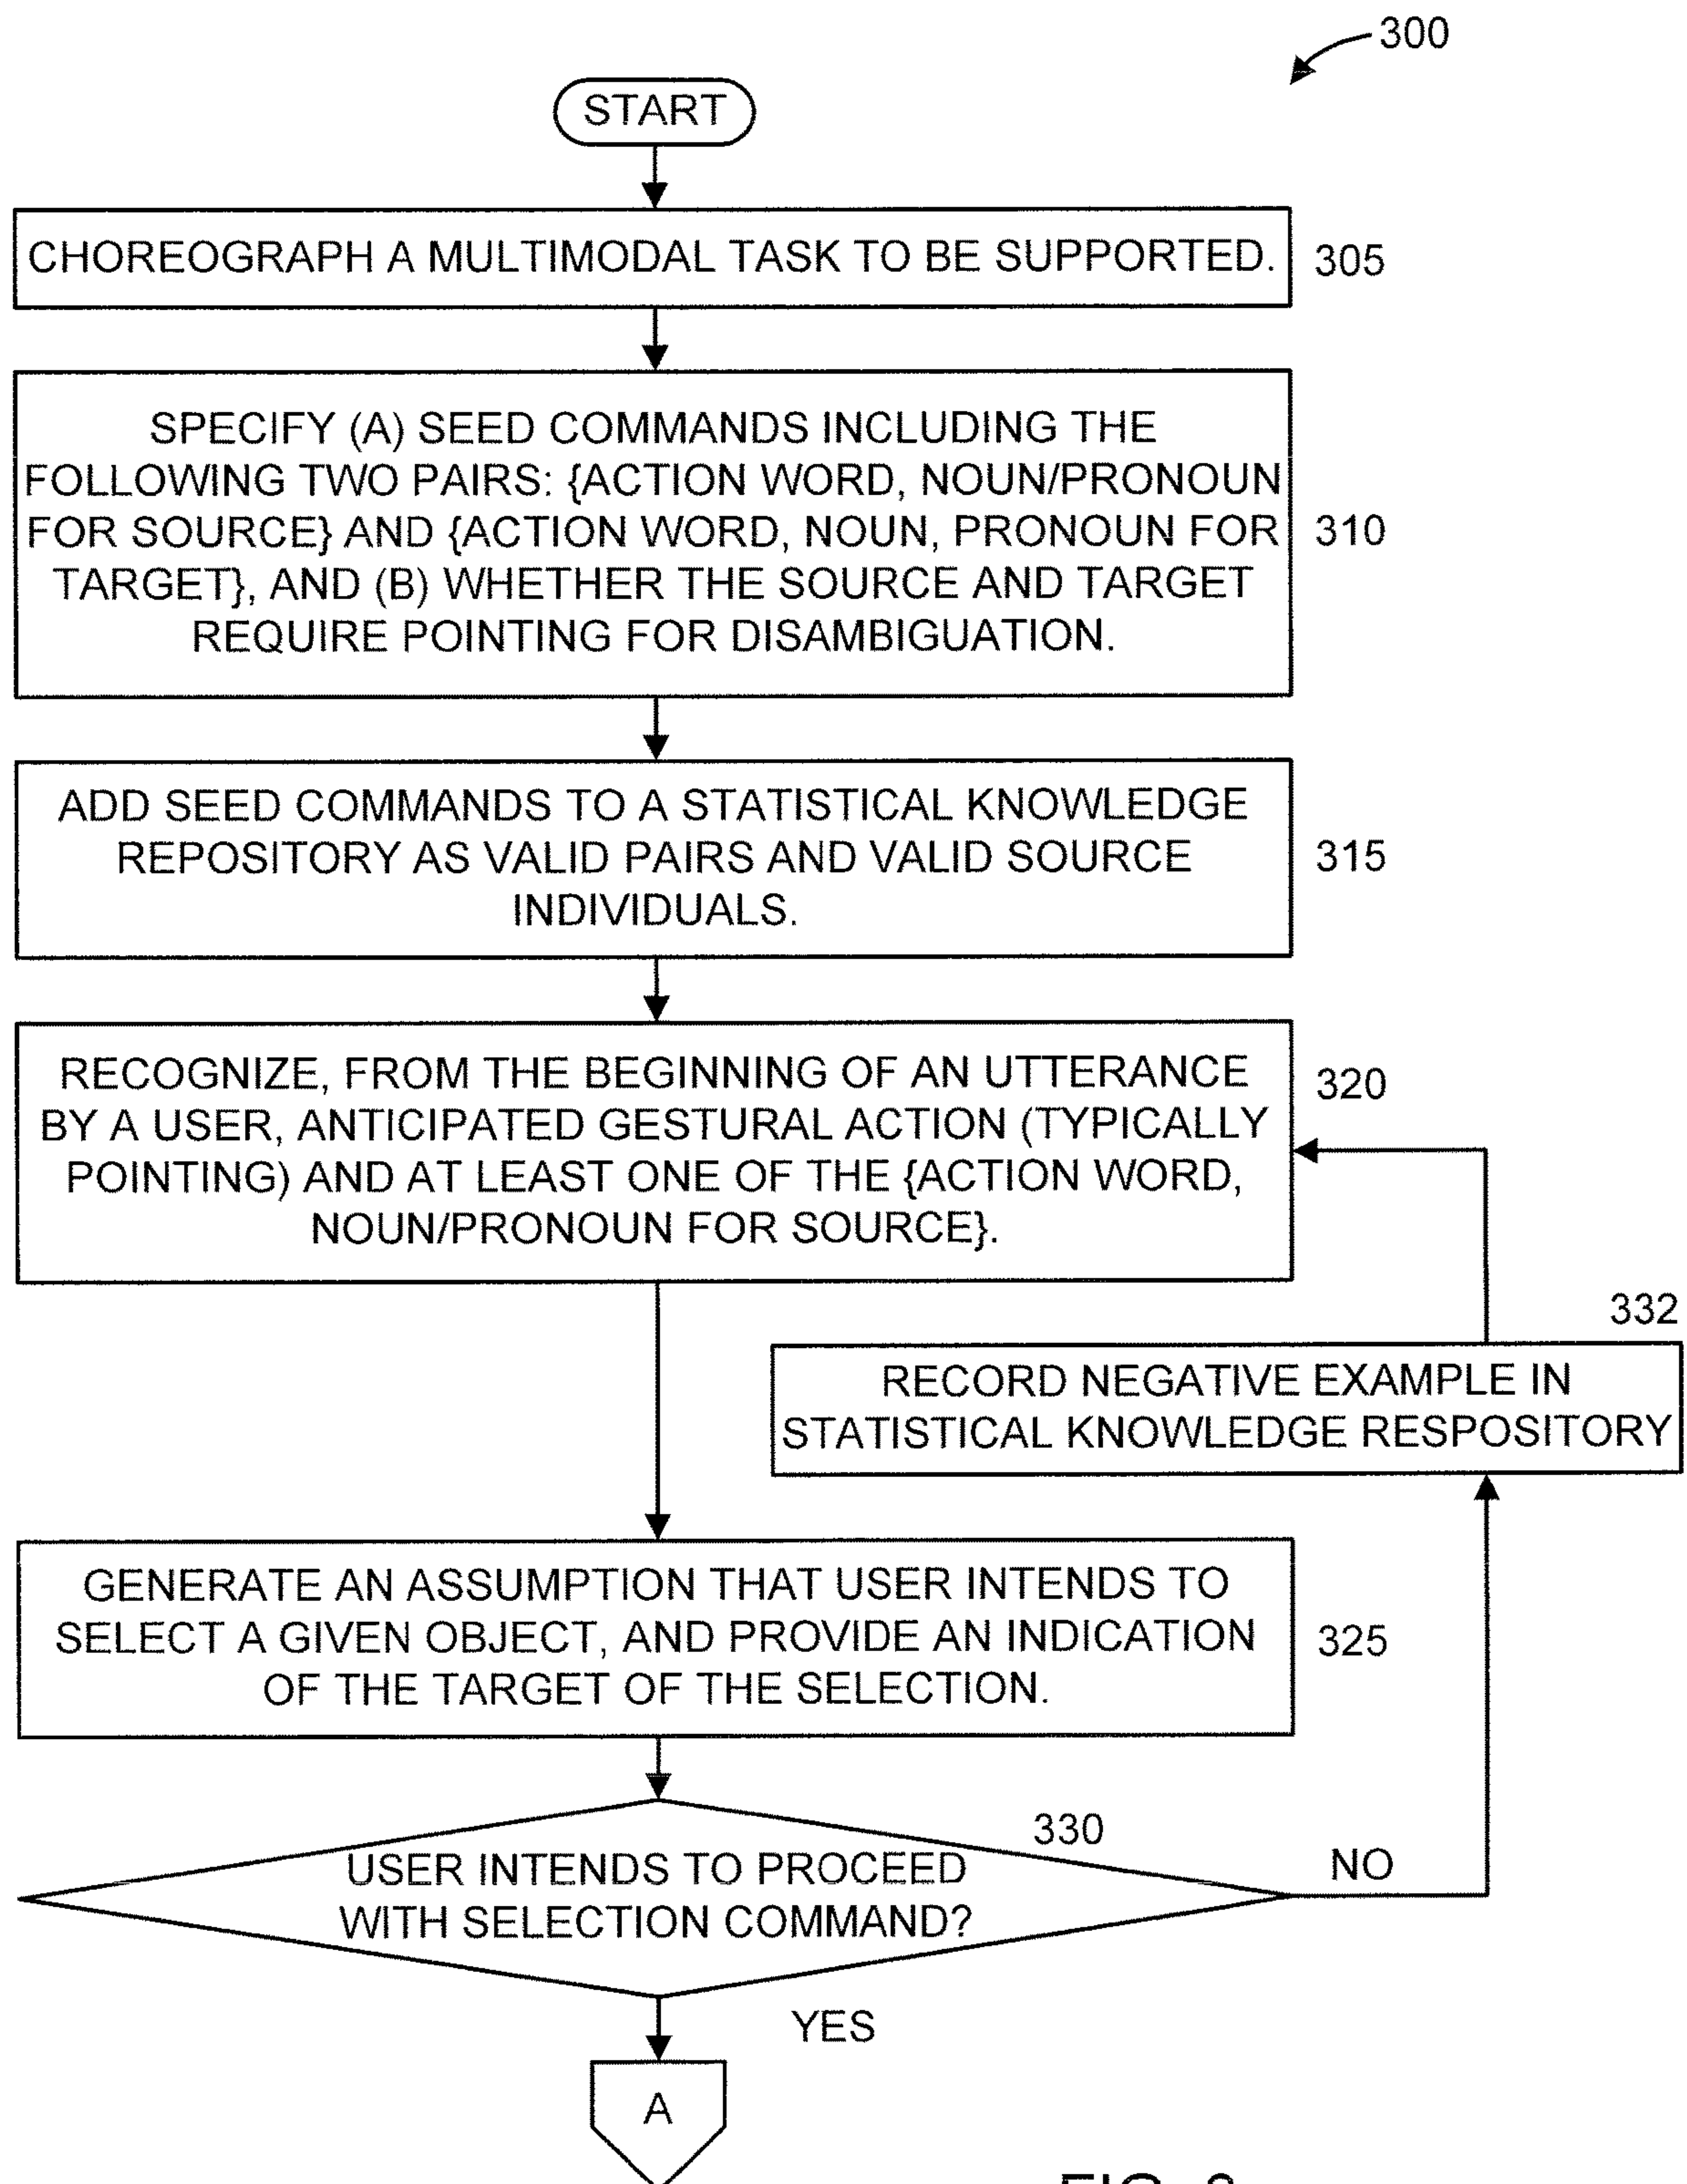 300
START
CHOREOGRAPH A MULTIMODAL TASK TO BE SUPPORTED.
305
SPECIFY (A) SEED COMMANDS INCLUDING THE
FOLLOWING TWO PAIRS: {ACTION WORD, NOUN/PRONOUN
FOR SOURCE} AND {ACTION WORD, NOUN, PRONOUN FOR
TARGET}, AND (B) WHETHER THE SOURCE AND TARGET
REQUIRE POINTING FOR DISAMBIGUATION.
310
ADD SEED COMMANDS TO A STATISTICAL KNOWLEDGE
REPOSITORY AS VALID PAIRS AND VALID SOURCE
INDIVIDUALS.
315
RECOGNIZE, FROM THE BEGINNING OF AN UTTERANCE
BY A USER, ANTICIPATED GESTURAL ACTION (TYPICALLY
POINTING) AND AT LEAST ONE OF THE {ACTION WORD,
NOUN/PRONOUN FOR SOURCE}.
320
332
RECORD NEGATIVE EXAMPLE IN
STATISTICAL KNOWLEDGE RESPOSITORY
GENERATE AN ASSUMPTION THAT USER INTENDS TO
SELECT A GIVEN OBJECT, AND PROVIDE AN INDICATION
OF THE TARGET OF THE SELECTION.
325
330
USER INTENDS TO PROCEED
WITH SELECTION COMMAND?
NO
YES
A
FIG.